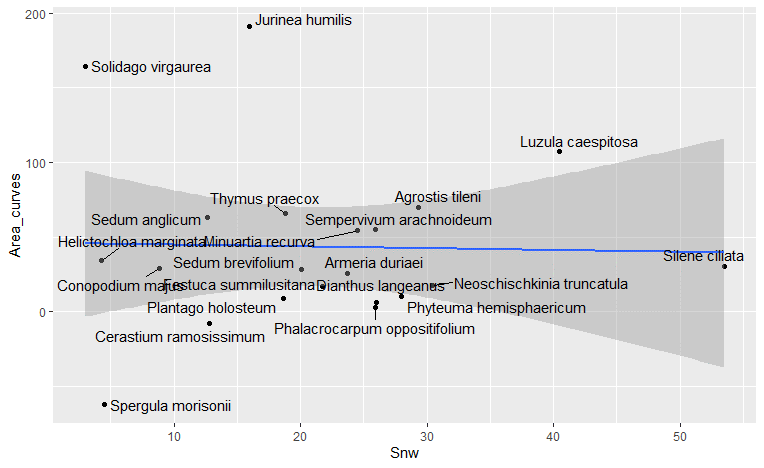 200
Jurinea humilis
Solidago virgaurea
Luzula caespitosa
100
Thymus praecox
Agrostis tileni
Sedum anglicum
Sempervivum arachnoideum
Helictochloa marginata
Minuartia recurva
Silene ciliata
Sedum brevifolium
Armeria duriaei
Conopodium majus
Festuca summilusitana
Dianthus langeanus
Neoschischkinia truncatula
Plantago holosteum
Phyteuma hemisphaericum
0
Phalacrocarpum oppositifolium
Cerastium ramosissimum
Spergula morisonii
Area_curves
10
20
30
40
50
Snw